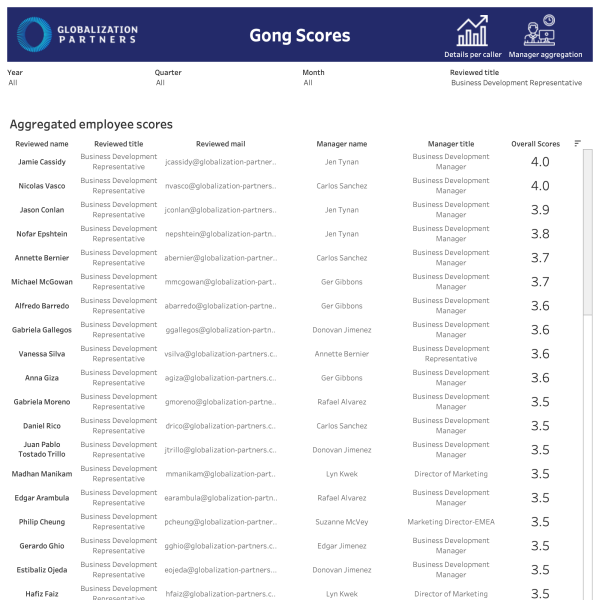 GLOBALIZATION
PARTNERS
Gong Scores
Details per caller Manager aggregation
Year Quarter Month Reviewed title
All All All Business Development Representative
Aggregated employee scores
Reviewed name Reviewed title Reviewed mail Manager name Manager title Overall Scores
Jamie Cassidy Business Development Representative jcassidy@globalization-partner.. Jen Tynan Business Development Manager 4.0
Nicolas Vasco Business Development Representative nvasco@globalization-partners.. Carlos Sanchez Business Development Manager 4.0
Jason Conlan Business Development Representative jconlan@globalization-partners.. Jen Tynan Business Development Manager 3.9
Nofar Epshtein Business Development Representative nepshtein@globalization-partn.. Jen Tynan Business Development Manager 3.8
Annette Bernier Business Development Representative abernier@globalization-partner.. Carlos Sanchez Business Development Manager 3.7
Michael McGowan Business Development Representative mmcgowan@globalization-part.. Ger Gibbons Business Development Manager 3.7
Alfredo Barredo Business Development Representative abarredo@globalization-partne.. Ger Gibbons Business Development Manager 3.6
Gabriela Gallegos Business Development Representative ggallegos@globalization-partn.. Donovan Jimenez Business Development Manager 3.6
Vanessa Silva Business Development Representative vsilva@globalization-partners.c.. Annette Bernier Business Development Representative 3.6
Anna Giza Business Development Representative agiza@globalization-partners.c.. Ger Gibbons Business Development Manager 3.6
Gabriela Moreno Business Development Representative gmoreno@globalization-partne.. Rafael Alvarez Business Development Manager 3.5
Daniel Rico Business Development Representative drico@globalization-partners.c.. Carlos Sanchez Business Development Manager 3.5
Juan Pablo Tostado Trillo Business Development Representative jtrillo@globalization-partners.c.. Donovan Jimenez Business Development Manager 3.5
Madhan Manikam Business Development Representative mmanikam@globalization-part.. Lyn Kwek Director of Marketing 3.5
Edgar Arambula Business Development Representative earambula@globalization-partn.. Rafael Alvarez Business Development Manager 3.5
Philip Cheung Business Development Representative pcheung@globalization-partner.. Suzanne McVey Marketing Director-EMEA 3.5
Gerardo Ghio Business Development Representative gghio@globalization-partners.c.. Edgar Jimenez Business Development Manager 3.5
Estibaliz Ojeda Business Development Representative eojeda@globalization-partners... Donovan Jimenez Business Development Manager 3.5
Hafiz Faiz Business Development Representative hfaiz@globalization-partners.c.. Lyn Kwek Director of Marketing 3.5